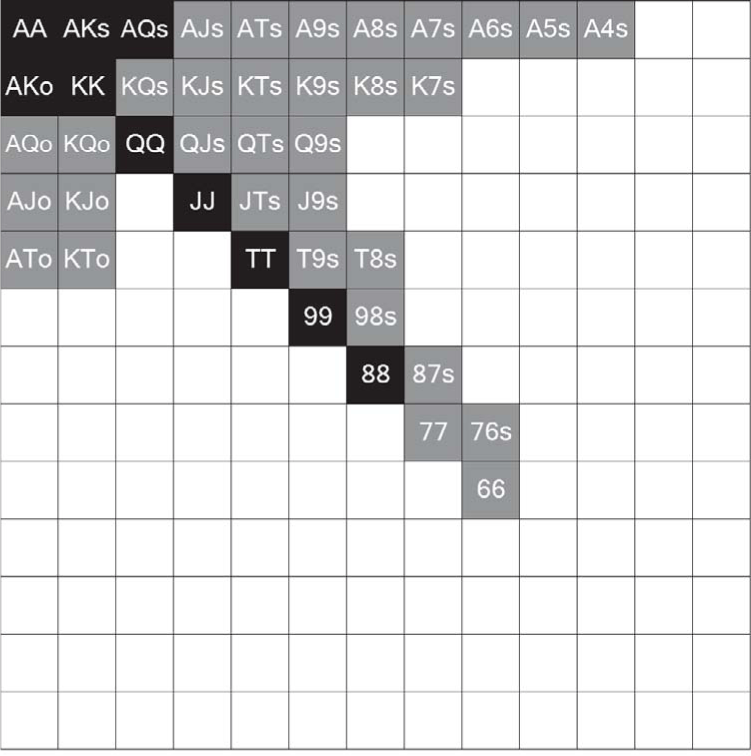 AA AKs AQs AJs ATs A9s A8s A7s A6s A5s A4s
AKo KK KQs KJs KTs K9s K8s K7s
AQo KQo QQ QJs QTs Q9s
AJo KJo JJ JTs J9s
ATo KTo TT T9s T8s
99 98s
88 87s
77 76s
66